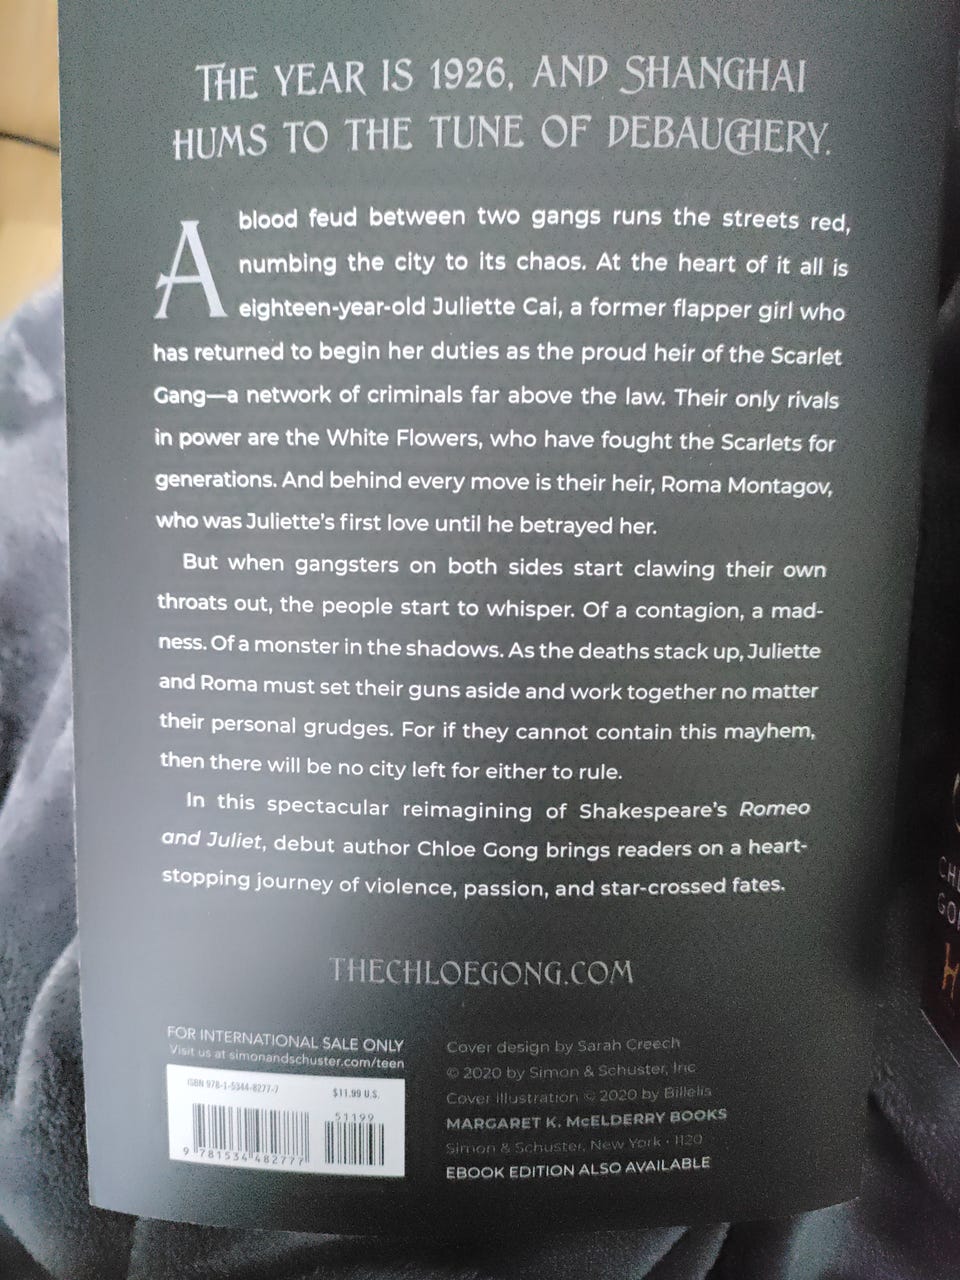 THE YEAR IS 1926, AND SHANGHAI
HUMS TO THE TUNE OF DEBAUCHERY.
A blood feud between two gangs runs the streets red,
numbing the city to its chaos. At the heart of it all is
eighteen-year-old Juliette Cai, a former flapper girl who
has returned to begin her duties as the proud heir of the Scarlet
Gang—a network of criminals far above the law. Their only rivals
in power are the White Flowers, who have fought the Scarlets for
generations. And behind every move is their heir, Roma Montagov,
who was Juliette's first love until he betrayed her.
But when gangsters on both sides start clawing their own
throats out, the people start to whisper. Of a contagion, a mad-
ness. Of a monster in the shadows. As the deaths stack up, Juliette
and Roma must set their guns aside and work together no matter
their personal grudges. For if they cannot contain this mayhem,
then there will be no city left for either to rule.
In this spectacular reimagining of Shakespeare's Romeo
and Juliet, debut author Chloe Gong brings readers on a heart-
stopping journey of violence, passion, and star-crossed fates.
THECHLOEGONG.COM
FOR INTERNATIONAL SALE ONLY
Visit us at simonandschuster.com/teen
ISBN 978-1-5344-8277-7
$11.99 U.S.
51199
9 781534 482777
Cover design by Sarah Creech
© 2020 by Simon & Schuster, Inc
Cover illustration © 2020 by Billelis
MARGARET K. McELDERRY BOOKS
Simon & Schuster, New York • 1120
EBOOK EDITION ALSO AVAILABLE